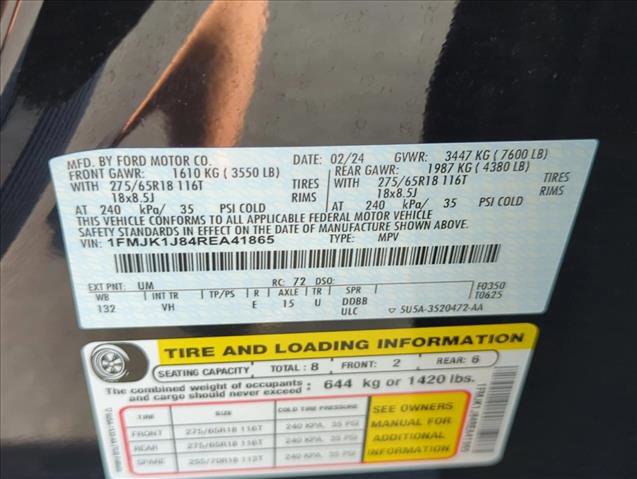 MFD. BY FORD MOTOR CO. 02/24 GVWR: 3447 KG (7600 LB)
FRONT GAWR: 1610 KG (3550 LB) REAR GAWR: 1987 KG (4380 LB)
WITH 275/65R18 116T TIRES WITH 275/65R18 116T TIRES
18x8.5J RIMS 18x8.5J RIMS
AT 240 kPa/ 35 PSI COLD AT 240 kPa/ 35 PSI COLD
THIS VEHICLE CONFORMS TO ALL APPLICABLE FEDERAL MOTOR VEHICLE
SAFETY STANDARDS IN EFFECT ON THE DATE OF MANUFACTURE SHOWN ABOVE.
VIN: 1FMJK1J84REA41865 TYPE: MPV
EXT PNT: UM RC: 72 DSO: F0350
WB INT TR TP/PS R AXLE TR SPR T0625
132 VH E 15 U DDBB
ULC 5U5A-3520472-AA
TIRE AND LOADING INFORMATION
SEATING CAPACITY TOTAL: 8 FRONT: 2 REAR: 6
The combined weight of occupants
and cargo should never exceed: 644 kg or 1420 lbs.
TIRE SIZE COLD TIRE PRESSURE
FRONT 275/65R18 116T 240 KPA, 35 PSI
REAR 275/65R18 116T 240 KPA, 35 PSI
SPARE 255/70R18 113T 240 KPA, 35 PSI
SEE OWNERS
MANUAL FOR
ADDITIONAL
INFORMATION
1FMJK1J84REA41865